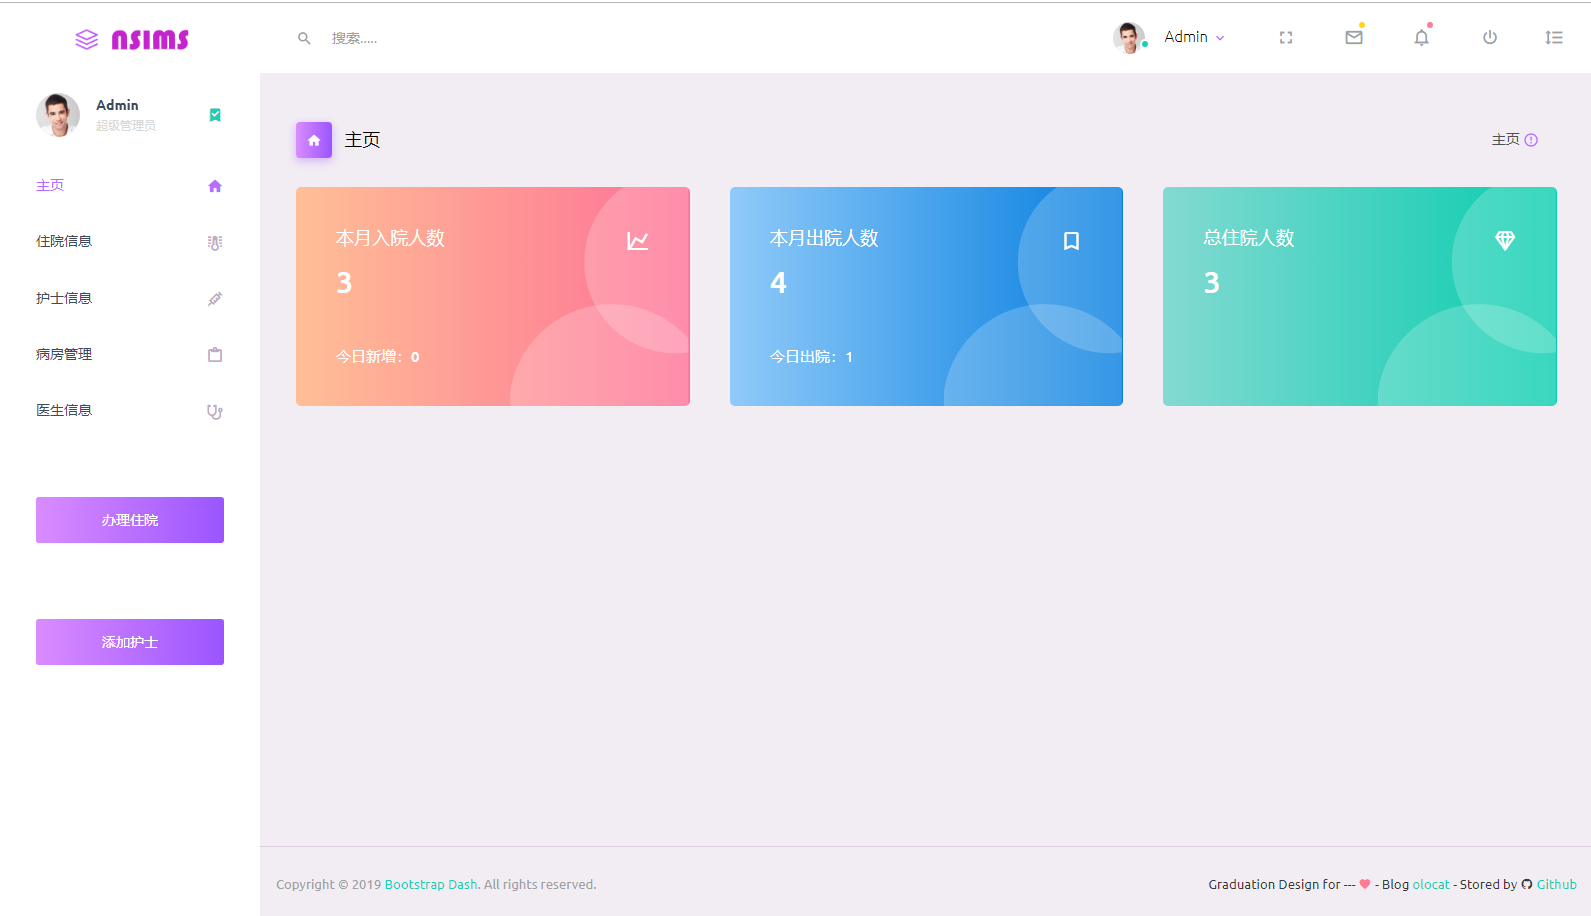 nsims
搜索.....
Admin
Admin
超级管理员
主页
住院信息
护士信息
病房管理
医生信息
办理住院
添加护士
主页
主页
本月入院人数
3
今日新增：0
本月出院人数
4
今日出院：1
总住院人数
3
Copyright © 2019 Bootstrap Dash. All rights reserved.
Graduation Design for --- ♥ - Blog olocat - Stored by Github